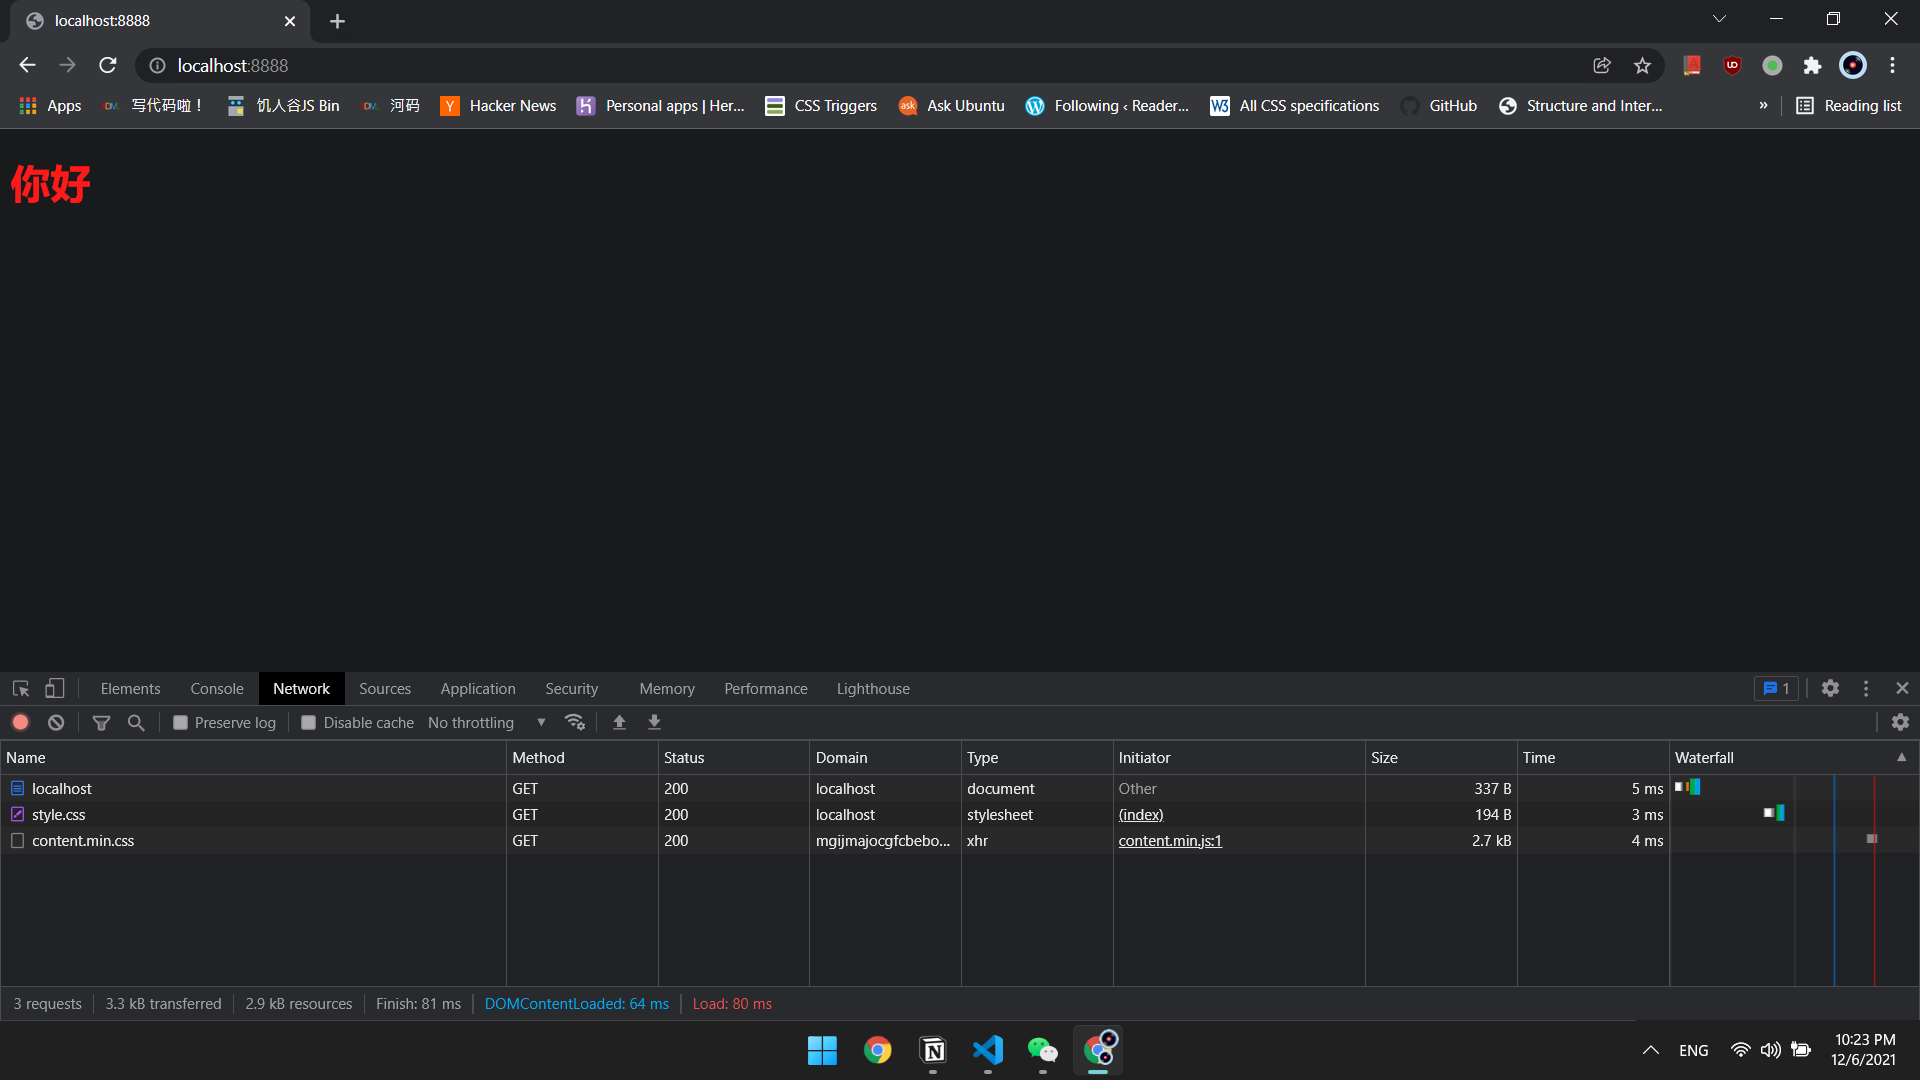 localhost:8888
localhost:8888
Apps
写代码啦！
饥人谷JS Bin
河码
Hacker News
Personal apps | Her...
CSS Triggers
Ask Ubuntu
Following ‹ Reader...
All CSS specifications
GitHub
Structure and Inter...
»
Reading list
你好
Elements Console Network Sources Application Security Memory Performance Lighthouse 1
Preserve log Disable cache No throttling
Name Method Status Domain Type Initiator Size Time Waterfall
localhost GET 200 localhost document Other 337 B 5 ms
style.css GET 200 localhost stylesheet (index) 194 B 3 ms
content.min.css GET 200 mgijmajocgfcbebo... xhr content.min.js:1 2.7 kB 4 ms
3 requests 3.3 kB transferred 2.9 kB resources Finish: 81 ms DOMContentLoaded: 64 ms Load: 80 ms
ENG
10:23 PM
12/6/2021